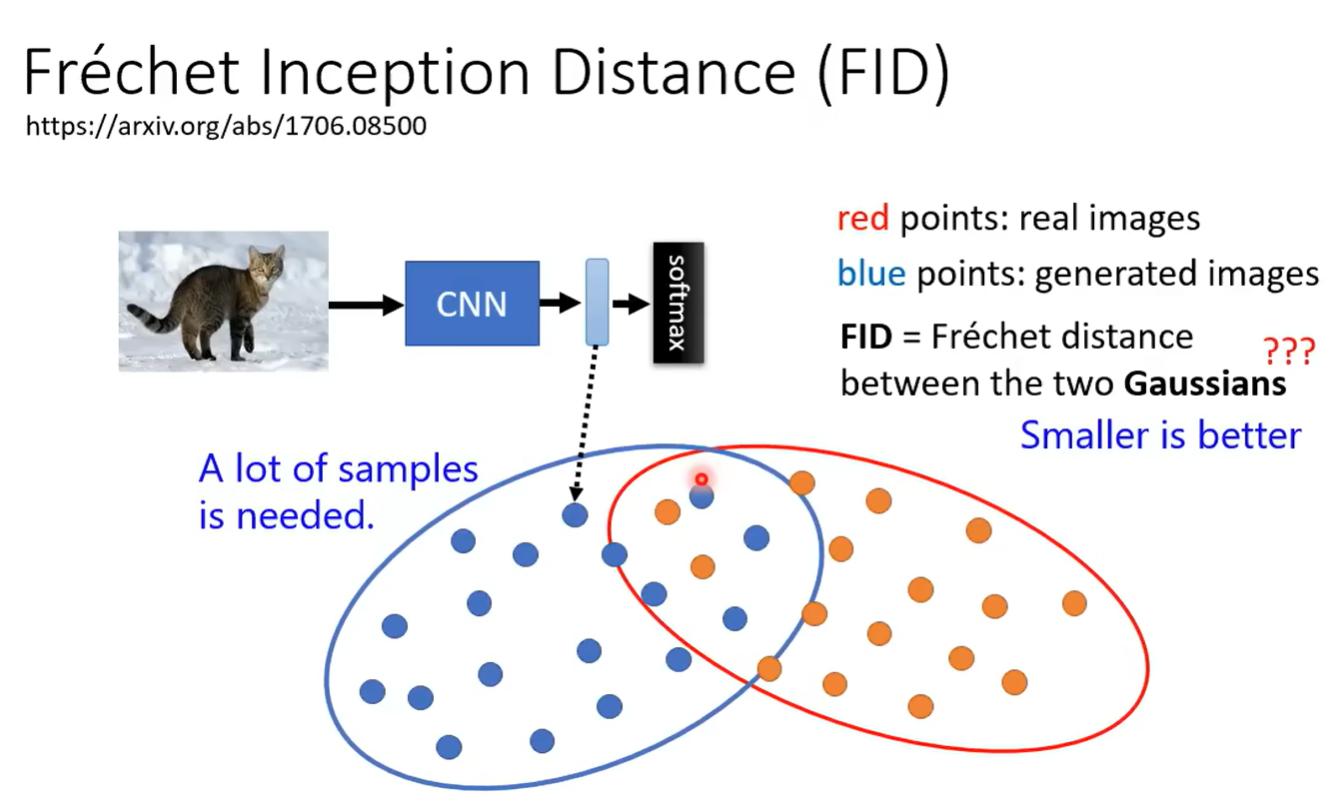 Fréchet Inception Distance (FID)
https://arxiv.org/abs/1706.08500
red points: real images
blue points: generated images
CNN
softmax
FID = Fréchet distance
between the two Gaussians
???
Smaller is better
A lot of samples
is needed.